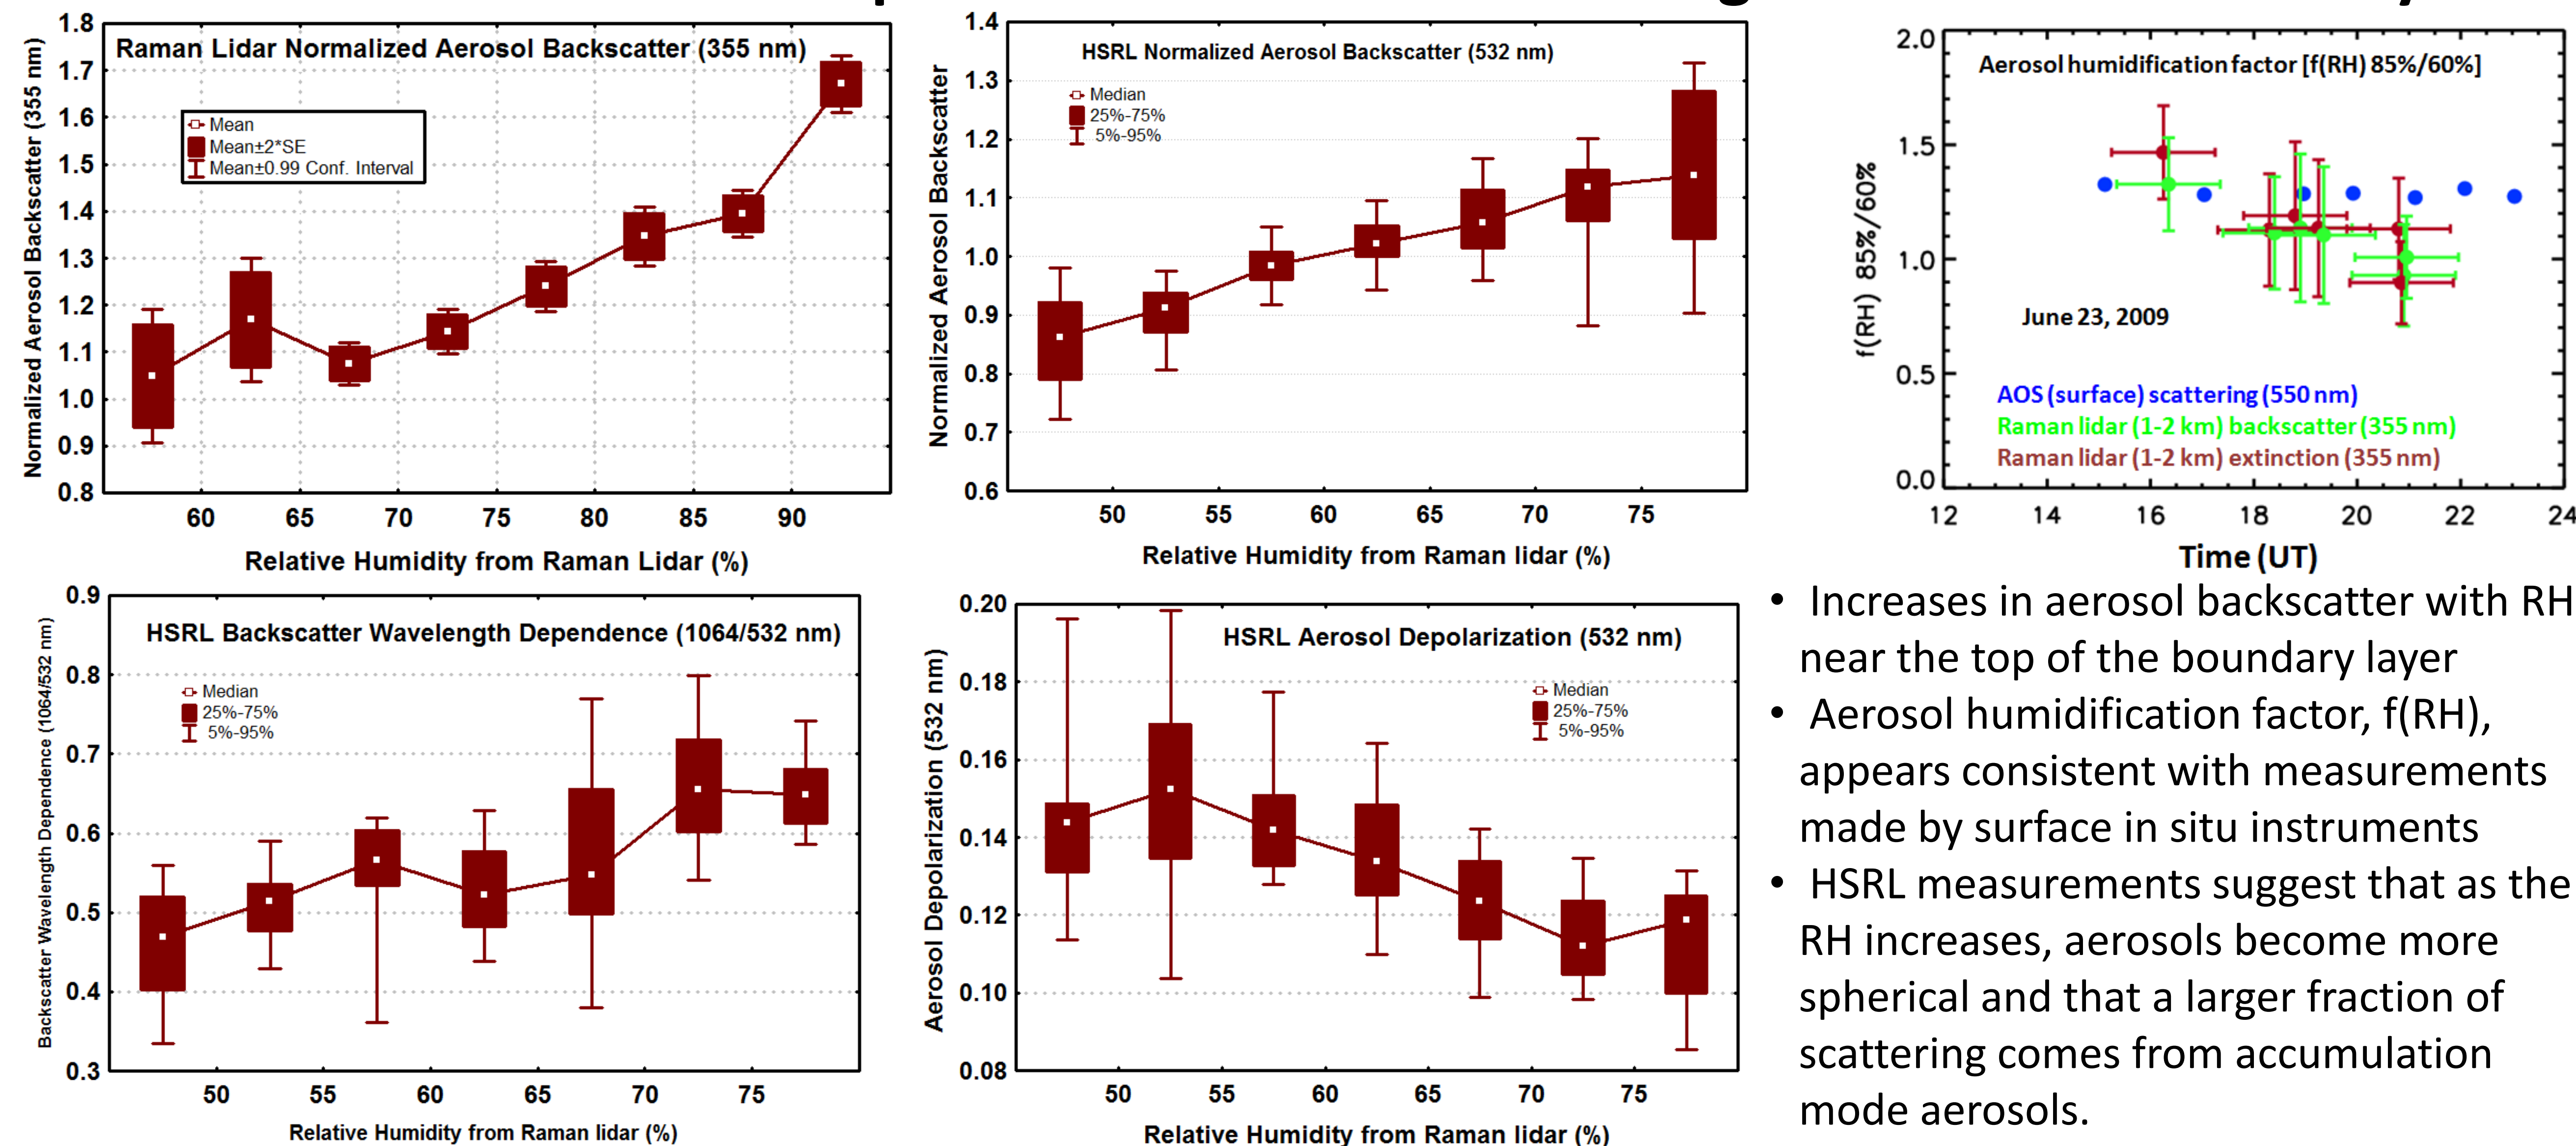 Raman Lidar Normalized Aerosol Backscatter (355 nm)
Normalized Aerosol Backscatter (355 nm)
Mean
Mean±2*SE
Mean±0.99 Conf. Interval
1.8
1.7
1.6
1.5
1.4
1.3
1.2
1.1
1.0
0.9
0.8
60 65 70 75 80 85 90
Relative Humidity from Raman Lidar (%)
HSRL Normalized Aerosol Backscatter (532 nm)
Normalized Aerosol Backscatter
Median
25%-75%
5%-95%
1.4
1.3
1.2
1.1
1.0
0.9
0.8
0.7
0.6
50 55 60 65 70 75
Relative Humidity from Raman lidar (%)
Aerosol humidification factor [f(RH) 85%/60%]
f(RH) 85%/60%
2.0
1.5
1.0
0.5
0.0
June 23, 2009
AOS (surface) scattering (550 nm)
Raman lidar (1-2 km) backscatter (355 nm)
Raman lidar (1-2 km) extinction (355 nm)
12 14 16 18 20 22 24
Time (UT)
HSRL Backscatter Wavelength Dependence (1064/532 nm)
Backscatter Wavelength Dependence (1064/532 nm)
Median
25%-75%
5%-95%
0.9
0.8
0.7
0.6
0.5
0.4
0.3
50 55 60 65 70 75
Relative Humidity from Raman lidar (%)
HSRL Aerosol Depolarization (532 nm)
Aerosol Depolarization (532 nm)
Median
25%-75%
5%-95%
0.20
0.18
0.16
0.14
0.12
0.10
0.08
50 55 60 65 70 75
Relative Humidity from Raman lidar (%)
• Increases in aerosol backscatter with RH
near the top of the boundary layer
• Aerosol humidification factor, f(RH),
appears consistent with measurements
made by surface in situ instruments
• HSRL measurements suggest that as the
RH increases, aerosols become more
spherical and that a larger fraction of
scattering comes from accumulation
mode aerosols.